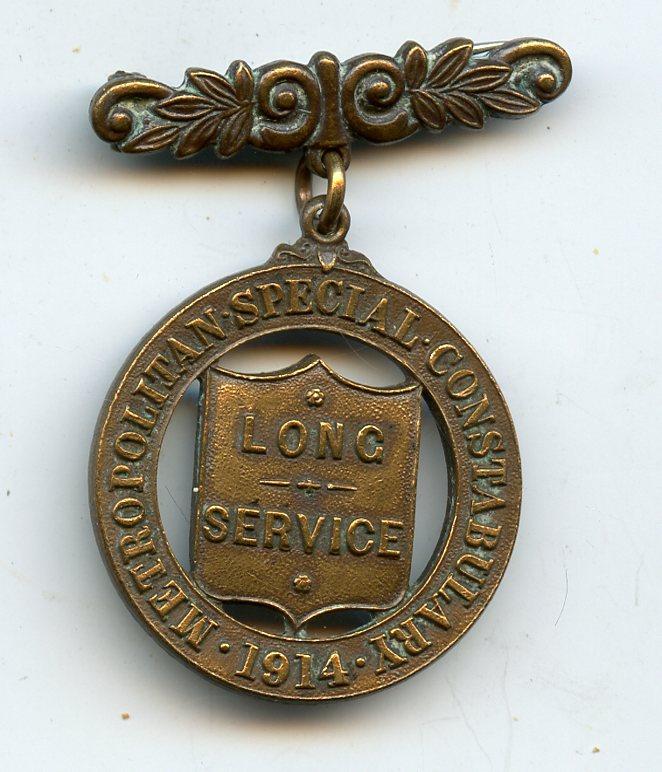 METROPOLITAN·SPECIAL·CONSTABULARY
LONG
SERVICE
·1914·